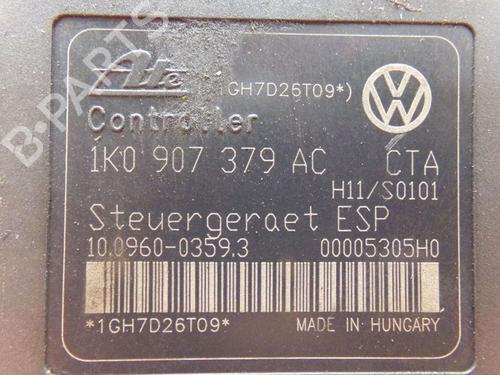 B-PARTS
Ate 1GH7D26T09*)
Controller
1K0 907 379 AC CTA
H11/S0101
Steuergeraet ESP
10.0960-0359.3 00005305H0
*1GH7D26T09* MADE IN HUNGARY